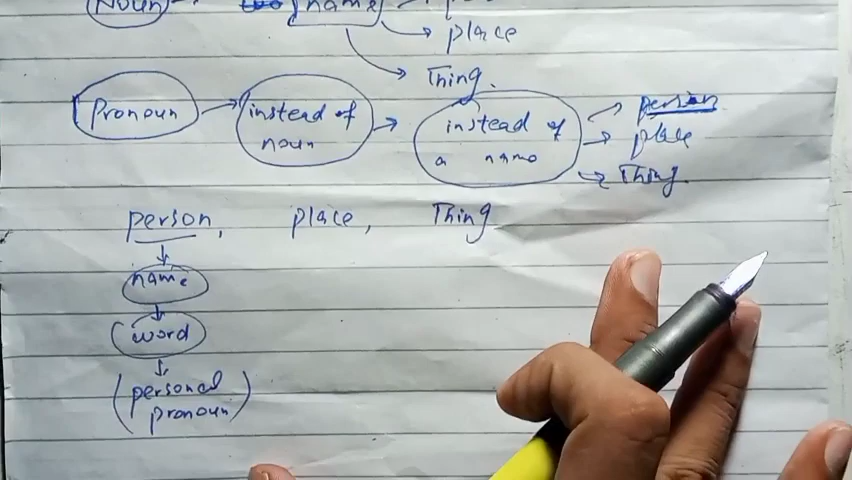 Noun name
place
Thing.
Pronoun instead of noun instead of a name person
place
Thing.
person, place, Thing
name
word
(personal
pronoun)